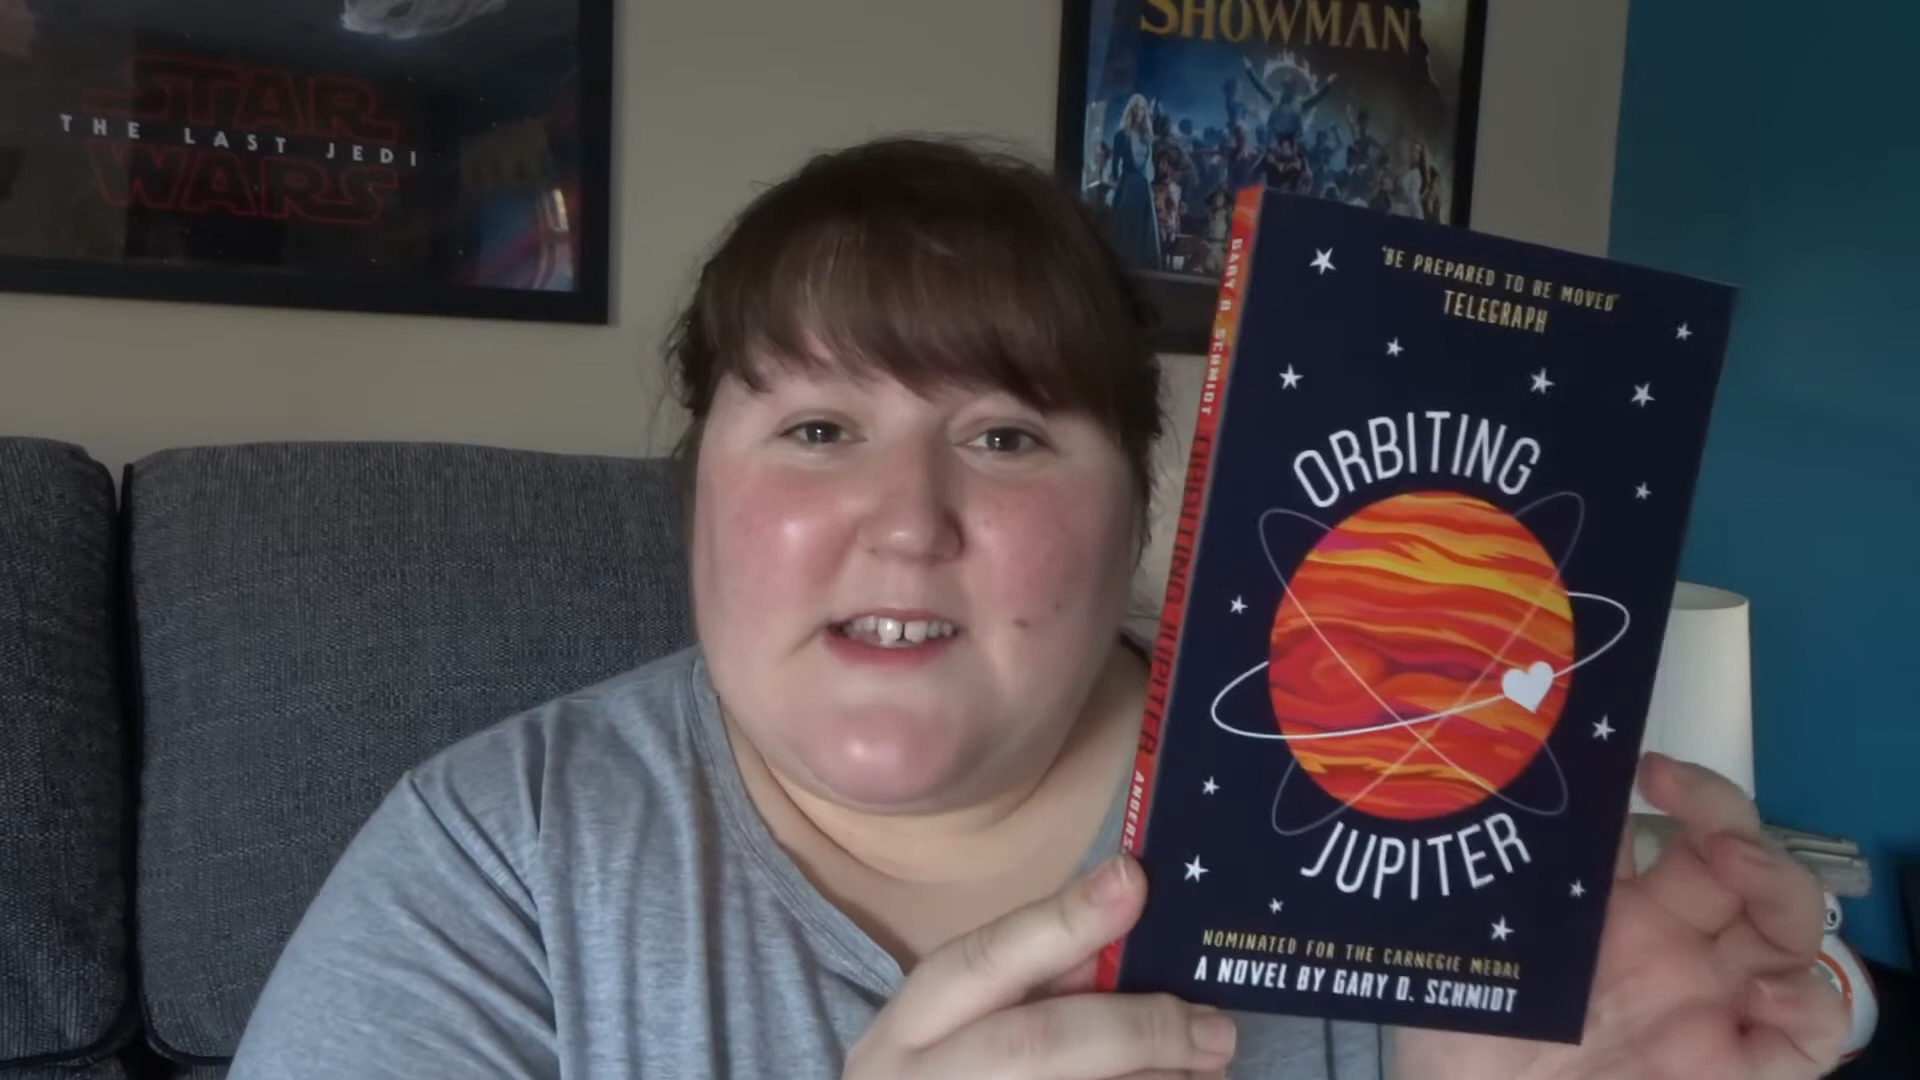 STAR
THE LAST JEDI
WARS
SHOWMAN
'BE PREPARED TO BE MOVED'
TELEGRAPH
ORBITING
JUPITER
NOMINATED FOR THE CARNEGIE MEDAL
A NOVEL BY GARY D. SCHMIDT
GARY D. SCHMIDT ORBITING JUPITER